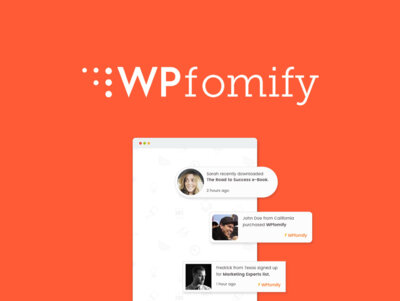 WPfomify
Sarah recently downloaded
The Road to Success e-Book.
2 hours ago
John Doe from California
purchased WPfomify
⚡ WPfomify
Fredrick from Texas signed up
for Marketing Experts list.
1 hour ago
⚡ WPfomify